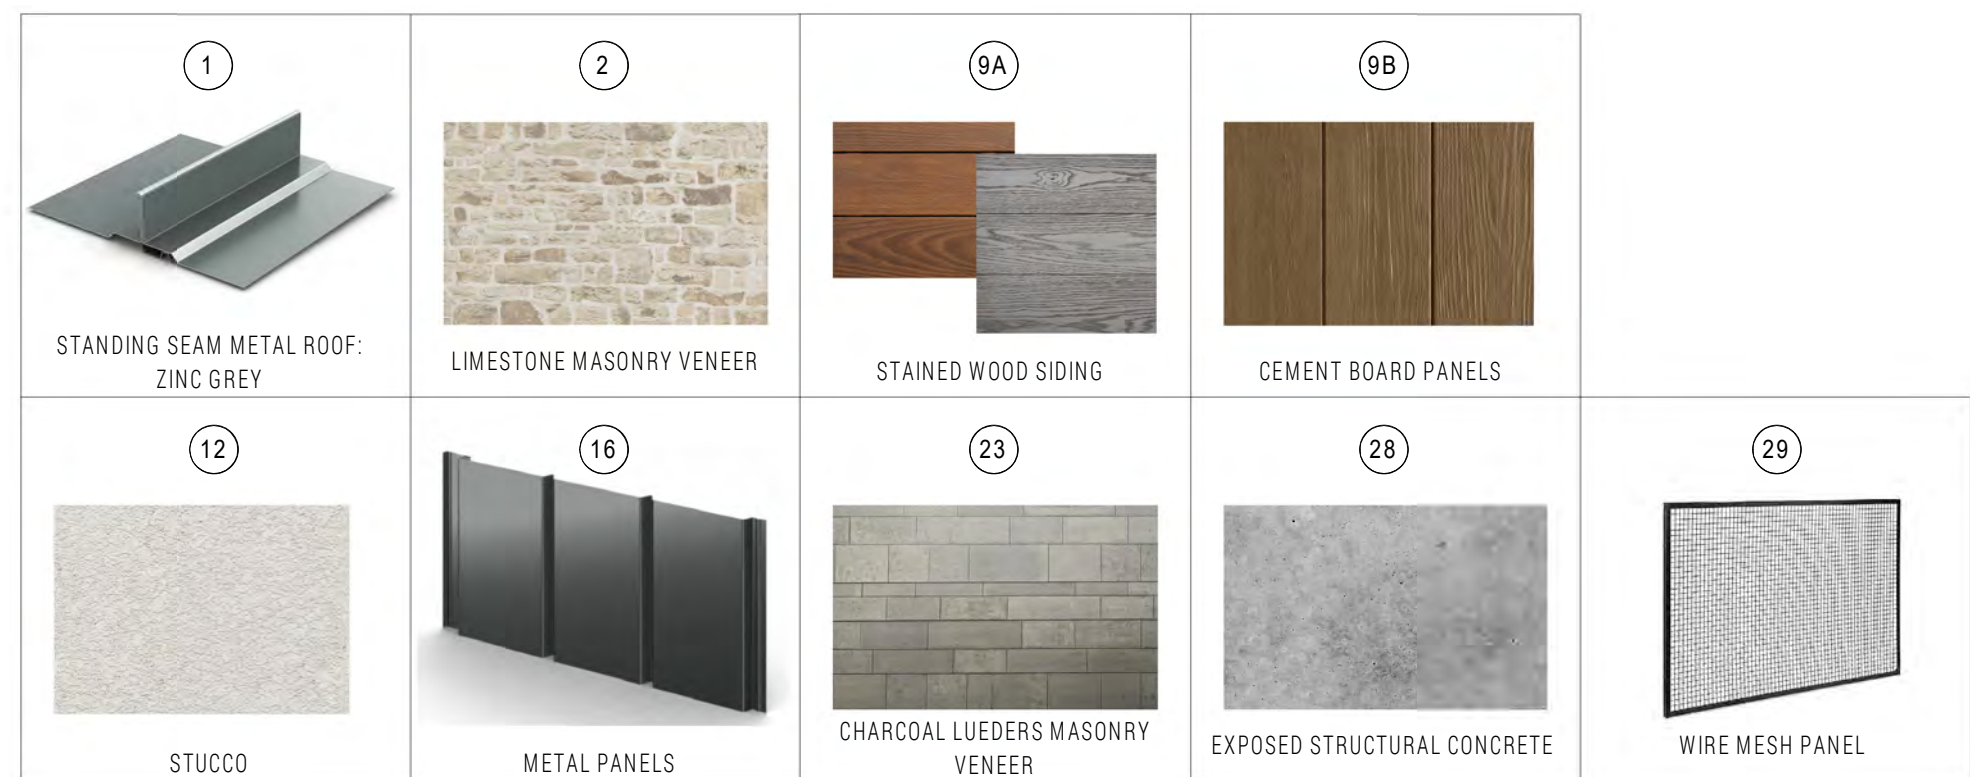 1
2
9A
9B
STANDING SEAM METAL ROOF:
ZINC GREY
LIMESTONE MASONRY VENEER
STAINED WOOD SIDING
CEMENT BOARD PANELS
12
16
23
28
29
STUCCO
METAL PANELS
CHARCOAL LUEDERS MASONRY
VENEER
EXPOSED STRUCTURAL CONCRETE
WIRE MESH PANEL